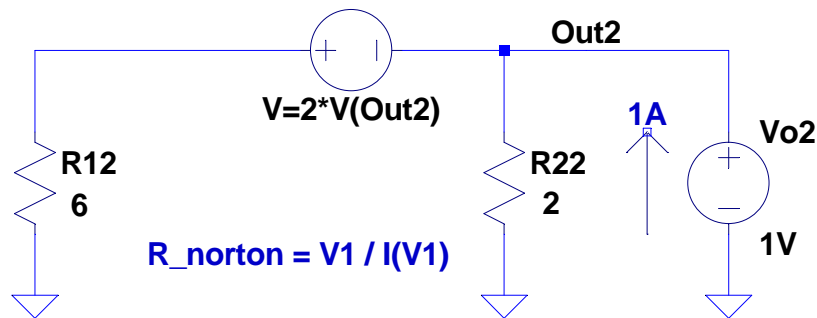 Out2
V=2*V(Out2)
1A
R12
6
R22
2
Vo2
1V
R_norton = V1 / I(V1)